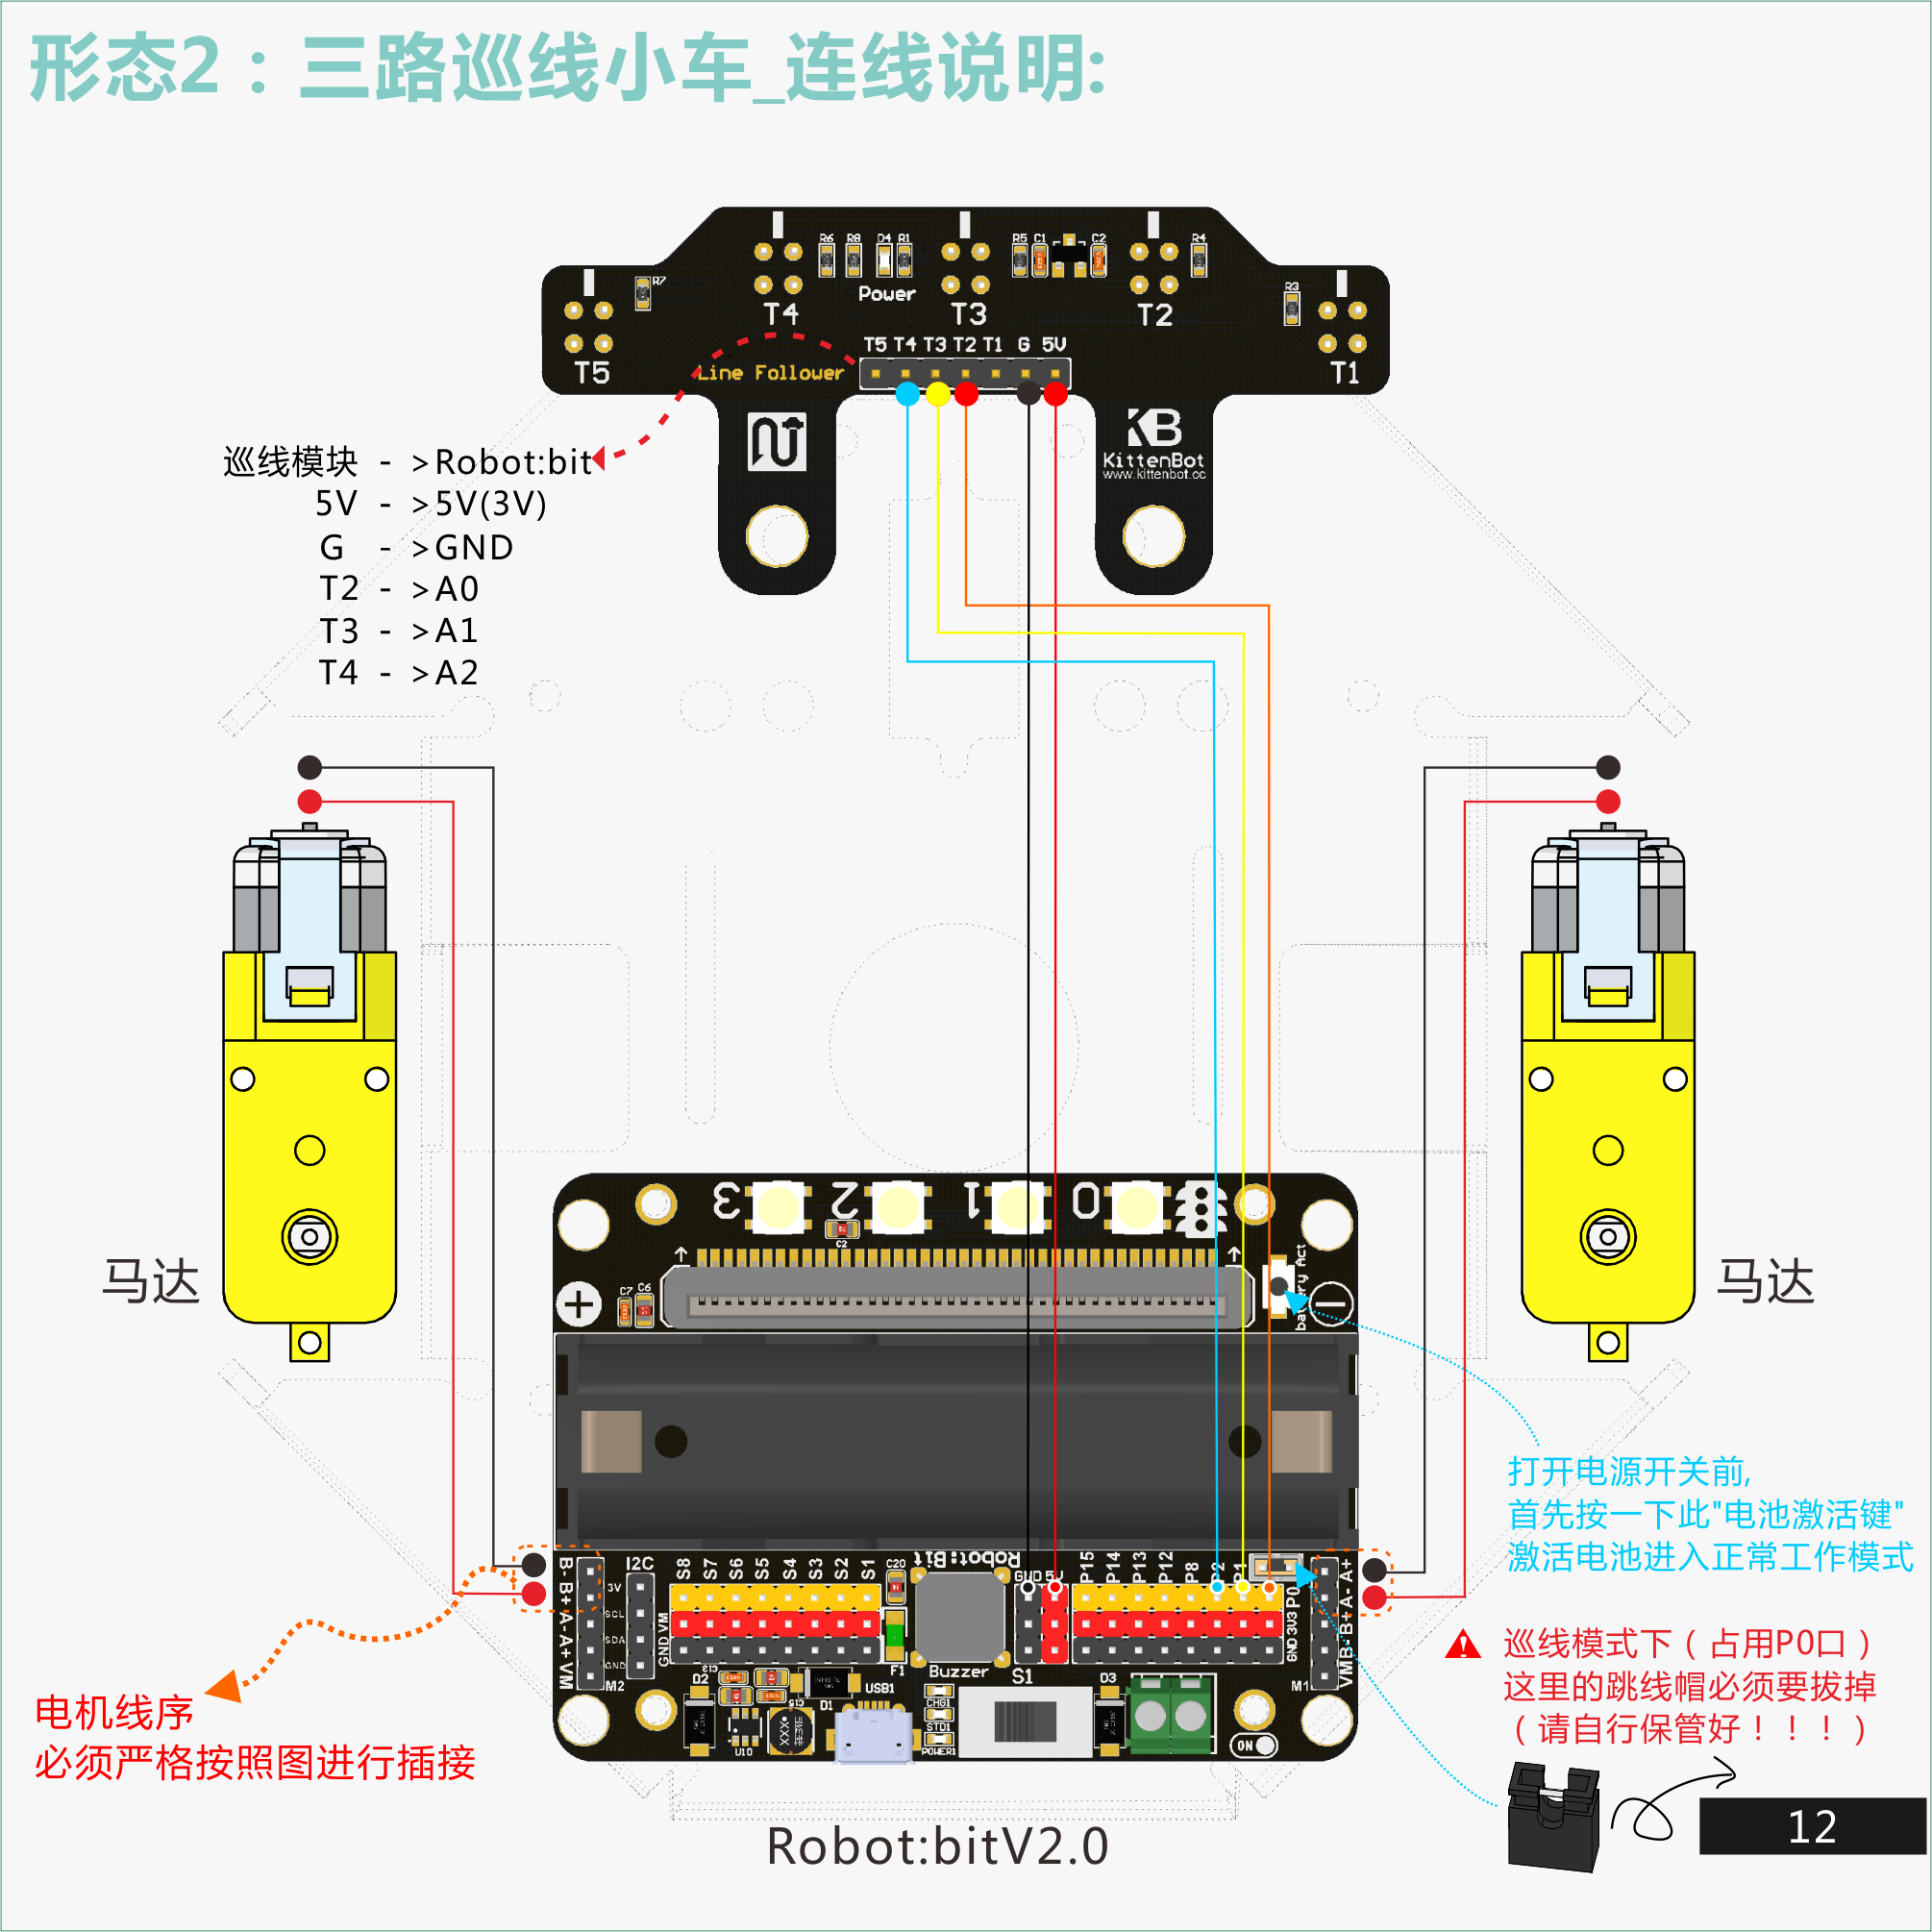 形态2：三路巡线小车_连线说明:
R6 R8 D4 R1 R5 C1 C2 R4
R7 Power R3
T4 T3 T2
T5 T4 T3 T2 T1 G 5V
T5 Line Follower T1
KB
KittenBot
www.kittenbot.cc
巡线模块 - >Robot:bit
5V - >5V(3V)
G - >GND
T2 - >A0
T3 - >A1
T4 - >A2
3 2 1 0
C2
battery Act
C7 C6
马达
马达
打开电源开关前,
首先按一下此"电池激活键"
激活电池进入正常工作模式
Robot:Bit
B- B+ A- A+ VM
I2C
3V
SCL
SDA
GND
M2
S8 S7 S6 S5 S4 S3 S2 S1
GND VM
C20
F1
Buzzer
GND 5V
S1
P15 P14 P13 P12 P8 P2 P1 P0
GND 3V3
VM B- B+ A- A+
M1
D2 C13 D1 C15 USB1 U10
CHG1
STD1
POWER1
D3
ON
电机线序
必须严格按照图进行插接
巡线模式下（占用P0口）
这里的跳线帽必须要拔掉
（请自行保管好！！！）
Robot:bitV2.0
12